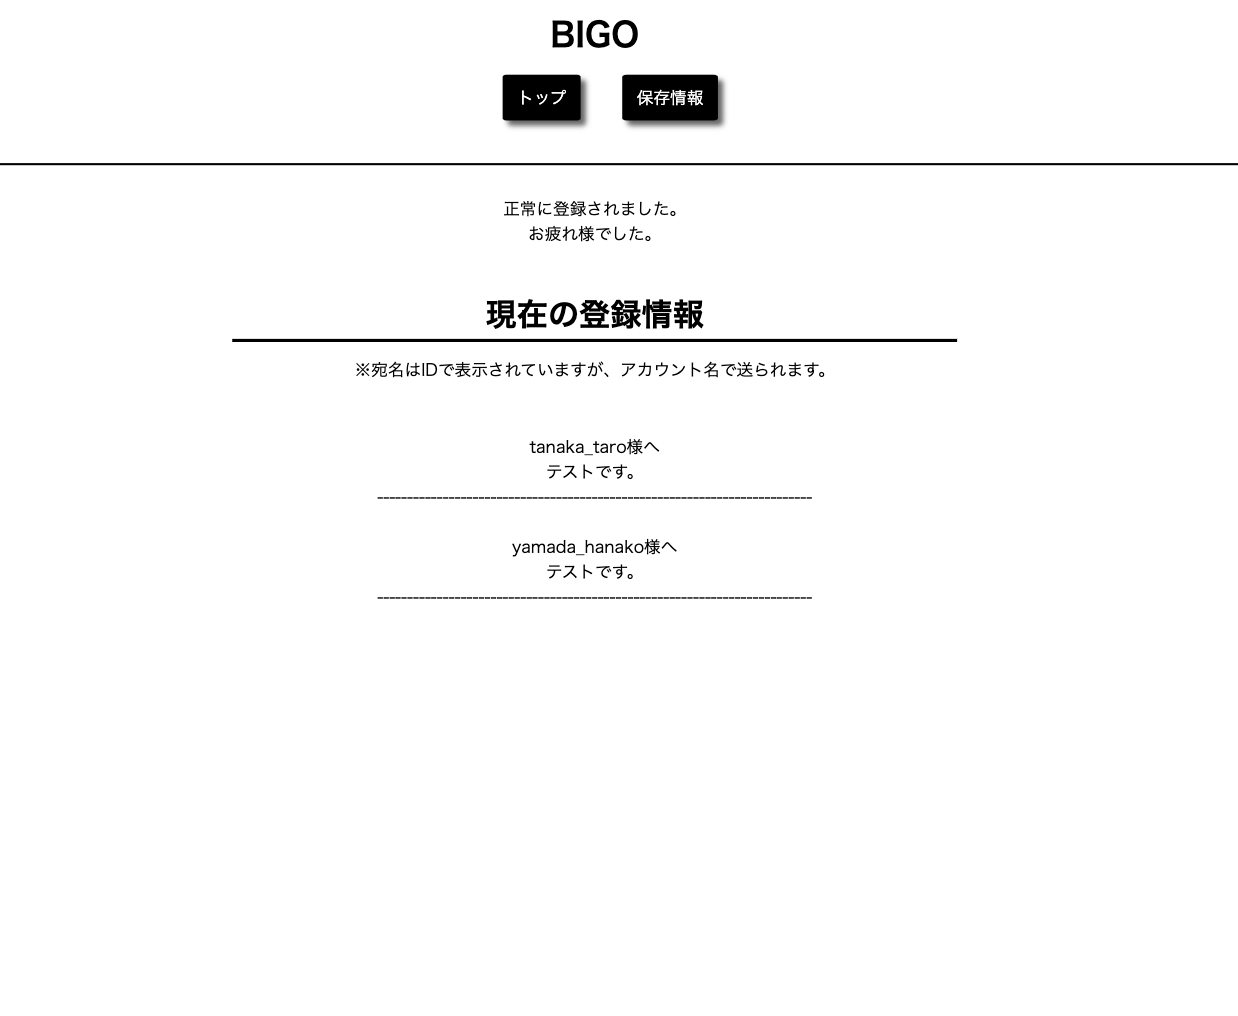 BIGO
トップ 保存情報
正常に登録されました。
お疲れ様でした。
現在の登録情報
※宛名はIDで表示されていますが、アカウント名で送られます。
tanaka_taro様へ
テストです。
-------------------------------------------------------------------------
yamada_hanako様へ
テストです。
-------------------------------------------------------------------------